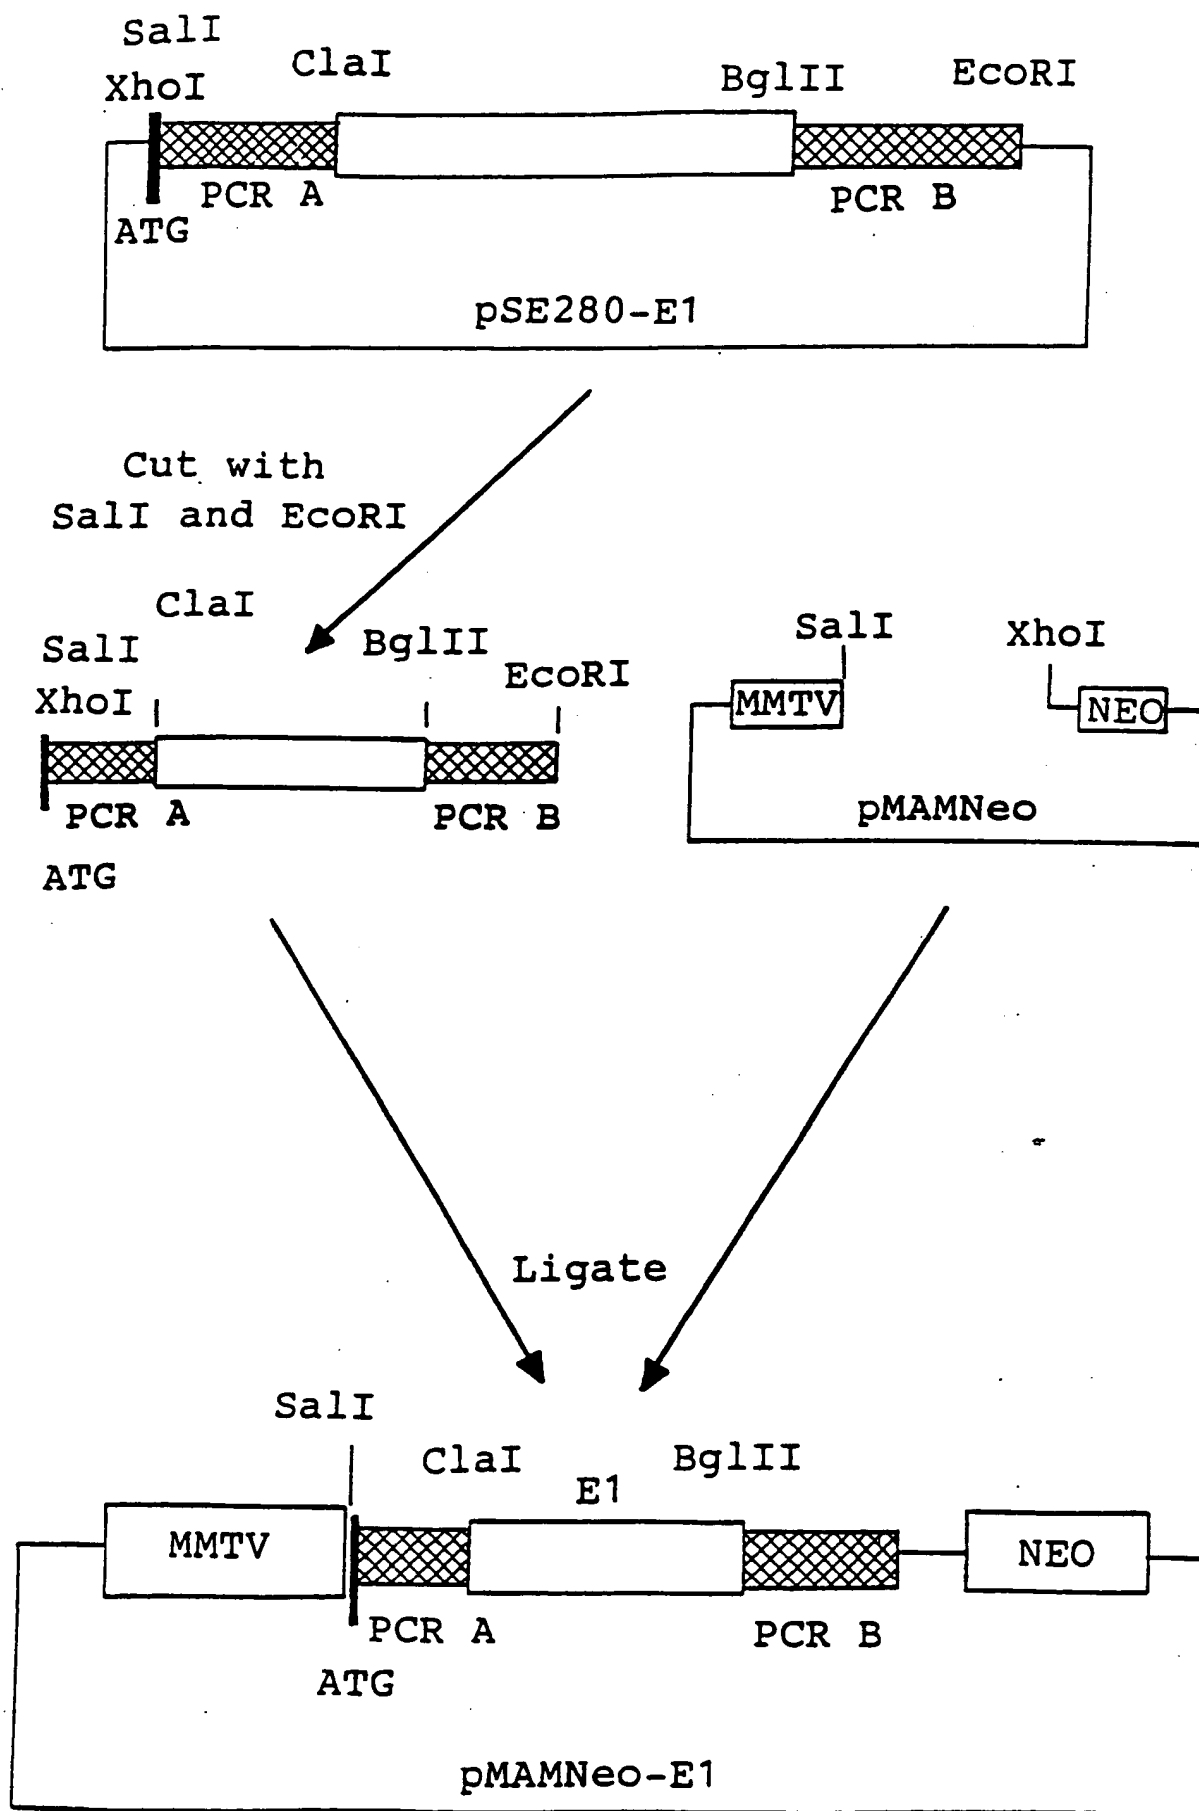 SalI
XhoI
ClaI
BglII
EcoRI
PCR A
PCR B
ATG
pSE280-E1
Cut with
SalI and EcoRI
ClaI
SalI
XhoI
BglII
EcoRI
PCR A
PCR B
ATG
SalI
XhoI
MMTV
NEO
pMAMNeo
Ligate
SalI
ClaI
E1
BglII
MMTV
NEO
PCR A
PCR B
ATG
pMAMNeo-E1